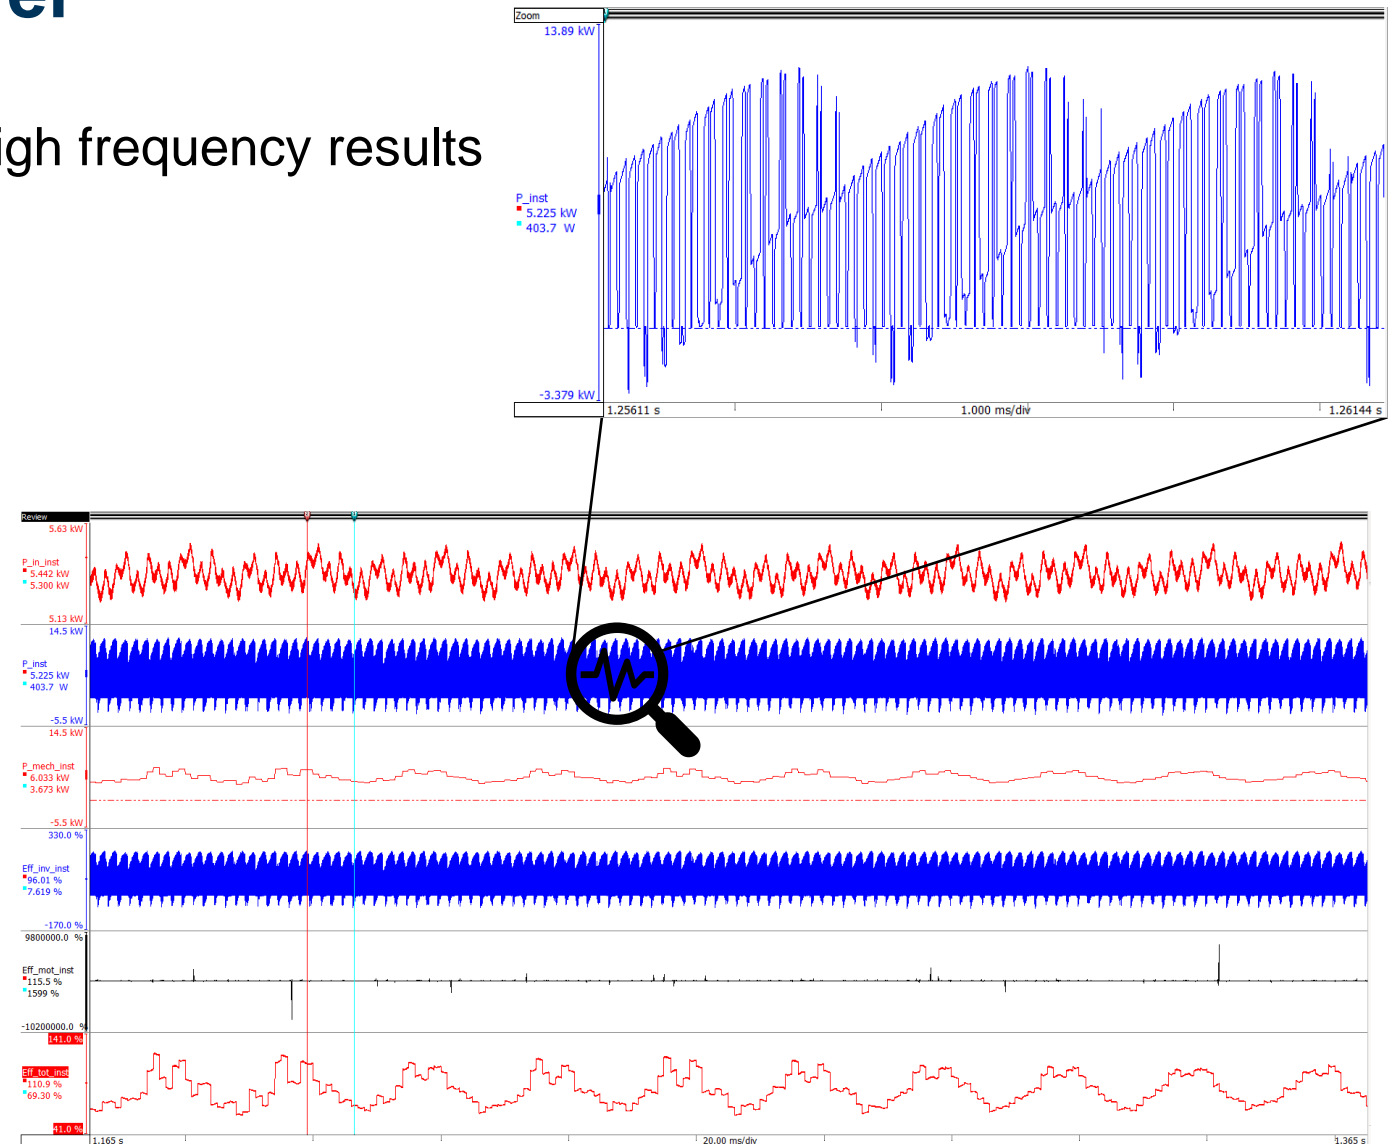 er
igh frequency results
Zoom
13.89 kW
P_inst
5.225 kW
403.7 W
-3.379 kW
1.25611 s
1.000 ms/div
1.26144 s
Review
5.63 kW
P_in_inst
5.442 kW
5.300 kW
5.13 kW
14.5 kW
P_inst
5.225 kW
403.7 W
-5.5 kW
14.5 kW
P_mech_inst
6.033 kW
3.673 kW
-5.5 kW
330.0 %
Eff_inv_inst
96.01 %
7.619 %
-170.0 %
9800000.0 %
Eff_mot_inst
115.5 %
1599 %
-10200000.0 %
141.0 %
Eff_tot_inst
110.9 %
69.30 %
41.0 %
1.165 s
20.00 ms/div
1.365 s